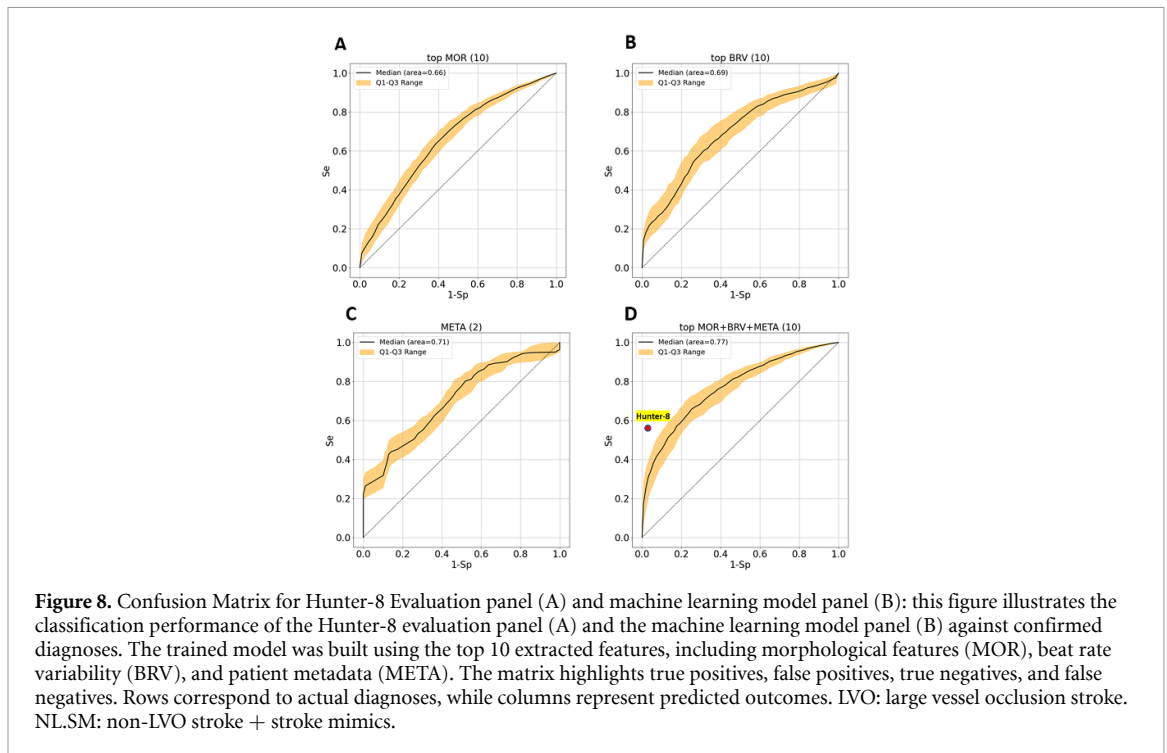 A
top MOR (10)
Median (area=0.66)
Q1-Q3 Range
1.0
0.8
0.6
0.4
0.2
0.0
Se
0.0 0.2 0.4 0.6 0.8 1.0
1-Sp
B
top BRV (10)
Median (area=0.69)
Q1-Q3 Range
1.0
0.8
0.6
0.4
0.2
0.0
Se
0.0 0.2 0.4 0.6 0.8 1.0
1-Sp
C
META (2)
Median (area=0.71)
Q1-Q3 Range
1.0
0.8
0.6
0.4
0.2
0.0
Se
0.0 0.2 0.4 0.6 0.8 1.0
1-Sp
D
top MOR+BRV+META (10)
Median (area=0.77)
Q1-Q3 Range
Hunter-8
1.0
0.8
0.6
0.4
0.2
0.0
Se
0.0 0.2 0.4 0.6 0.8 1.0
1-Sp
Figure 8. Confusion Matrix for Hunter-8 Evaluation panel (A) and machine learning model panel (B): this figure illustrates the
classification performance of the Hunter-8 evaluation panel (A) and the machine learning model panel (B) against confirmed
diagnoses. The trained model was built using the top 10 extracted features, including morphological features (MOR), beat rate
variability (BRV), and patient metadata (META). The matrix highlights true positives, false positives, true negatives, and false
negatives. Rows correspond to actual diagnoses, while columns represent predicted outcomes. LVO: large vessel occlusion stroke.
NL.SM: non-LVO stroke + stroke mimics.